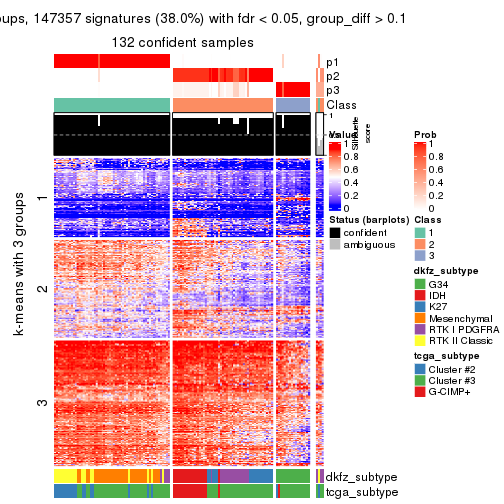 oups, 147357 signatures (38.0%) with fdr < 0.05, group_diff > 0.1
132 confident samples
p1
p2
p3
Class
1
Silhouette
score
Value
1
0.8
0.6
0.4
0.2
0
Prob
1
0.8
0.6
0.4
0.2
0
Status (barplots)
confident
ambiguous
Class
1
2
3
dkfz_subtype
G34
IDH
K27
Mesenchymal
RTK I PDGFRA
RTK II Classic
tcga_subtype
Cluster #2
Cluster #3
G-CIMP+
k-means with 3 groups
1
2
3
dkfz_subtype
tcga_subtype